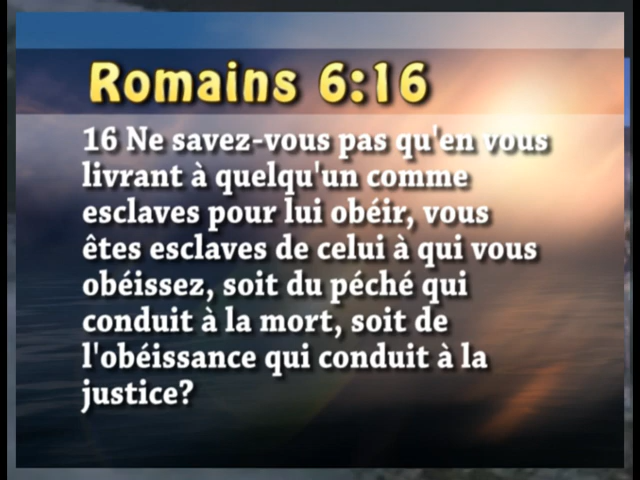 Romains 6:16
16 Ne savez-vous pas qu'en vous
livrant à quelqu'un comme
esclaves pour lui obéir, vous
êtes esclaves de celui à qui vous
obéissez, soit du péché qui
conduit à la mort, soit de
l'obéissance qui conduit à la
justice?